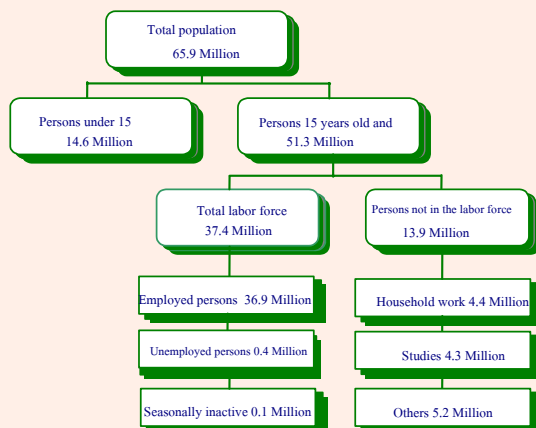 Total population
65.9 Million
Persons under 15
14.6 Million
Persons 15 years old and
51.3 Million
Total labor force
37.4 Million
Persons not in the labor force
13.9 Million
Employed persons 36.9 Million
Household work 4.4 Million
Unemployed persons 0.4 Million
Studies 4.3 Million
Seasonally inactive 0.1 Million
Others 5.2 Million